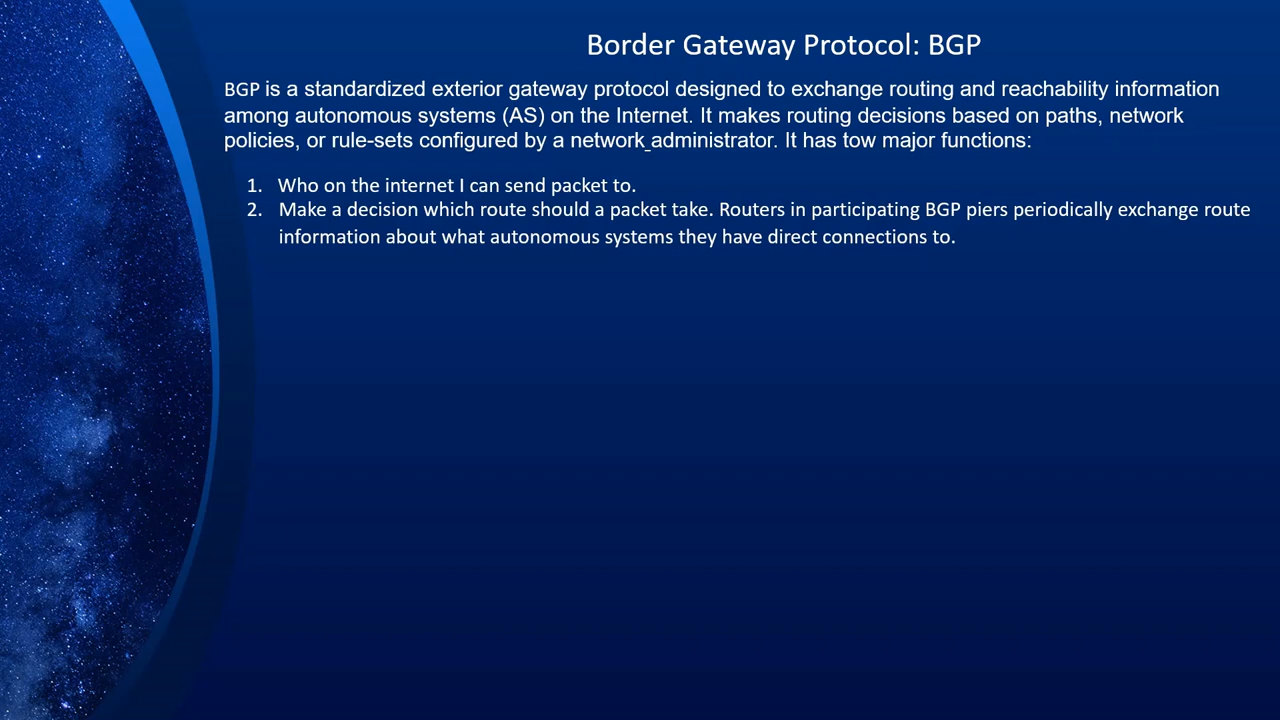 Border Gateway Protocol: BGP
BGP is a standardized exterior gateway protocol designed to exchange routing and reachability information
among autonomous systems (AS) on the Internet. It makes routing decisions based on paths, network
policies, or rule-sets configured by a network administrator. It has tow major functions:
1. Who on the internet I can send packet to.
2. Make a decision which route should a packet take. Routers in participating BGP piers periodically exchange route
information about what autonomous systems they have direct connections to.